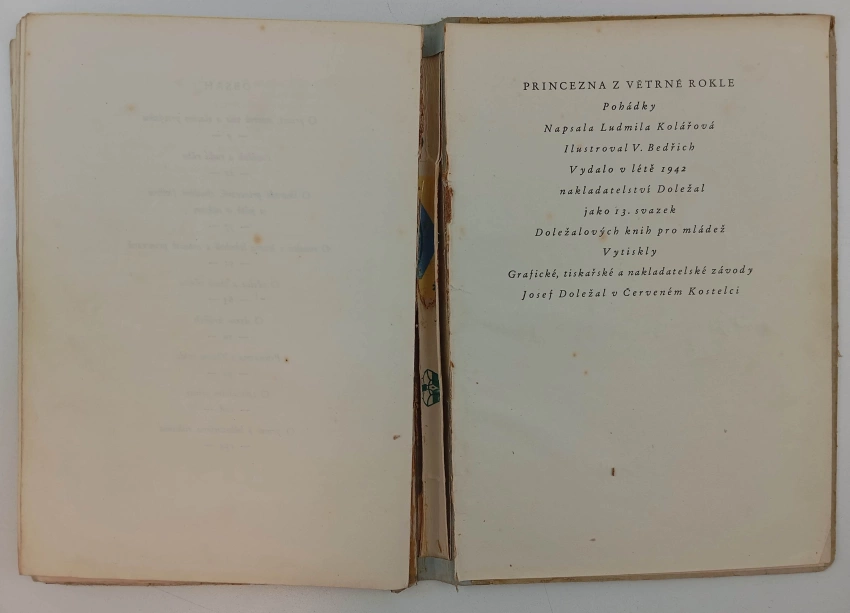 PRINCEZNA Z VĚTRNÉ ROKLE
Pohádky
Napsala Ludmila Kolářová
Ilustroval V. Bedřich
Vydalo v létě 1942
nakladatelství Doležal
jako 13. svazek
Doležalových knih pro mládež
Vytiskly
Grafické, tiskařské a nakladatelské závody
Josef Doležal v Červeném Kostelci